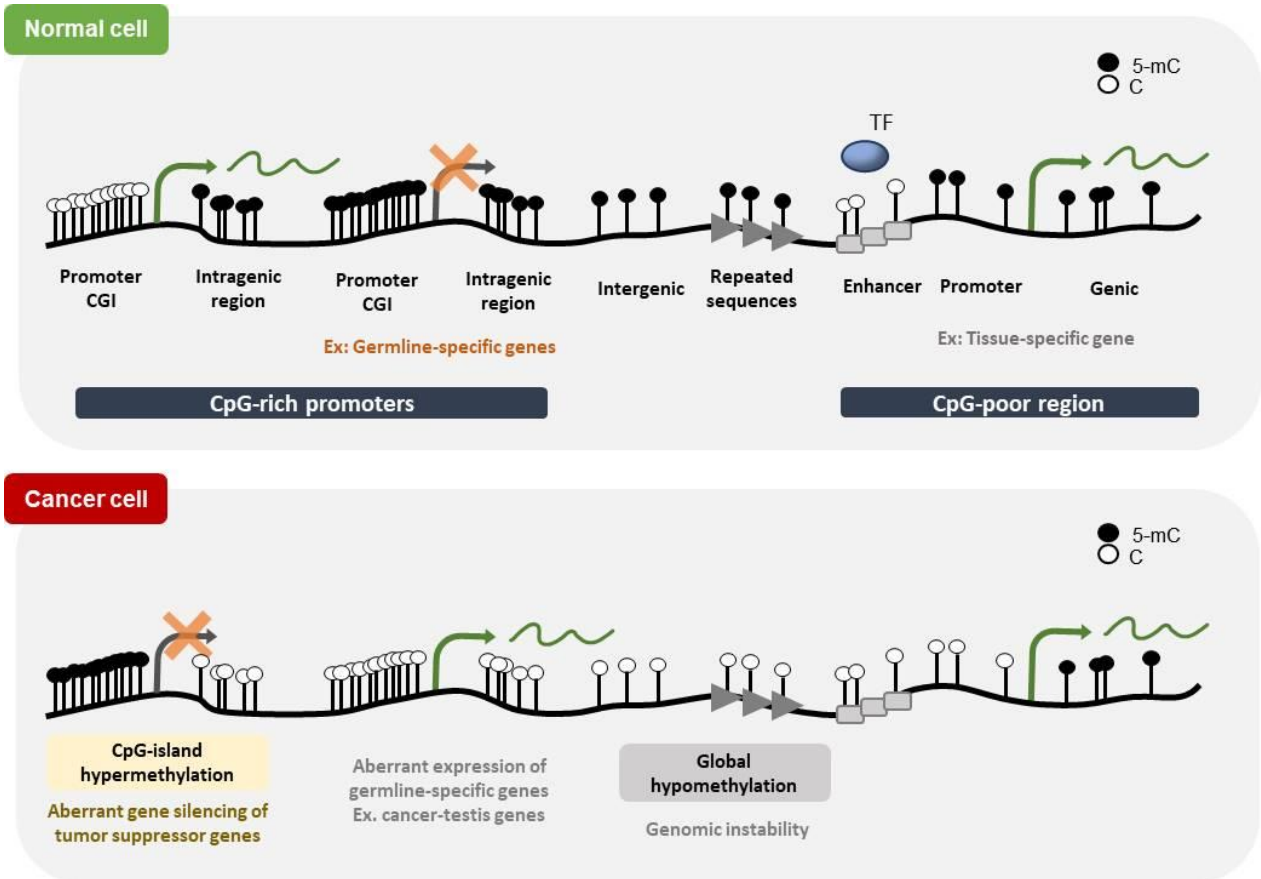 Normal cell
5-mC
C
TF
Promoter
CGI
Intragenic
region
Promoter
CGI
Intragenic
region
Intergenic
Repeated
sequences
Enhancer
Promoter
Genic
Ex: Germline-specific genes
Ex: Tissue-specific gene
CpG-rich promoters
CpG-poor region
Cancer cell
5-mC
C
CpG-island
hypermethylation
Aberrant gene silencing of
tumor suppressor genes
Aberrant expression of
germline-specific genes
Ex. cancer-testis genes
Global
hypomethylation
Genomic instability